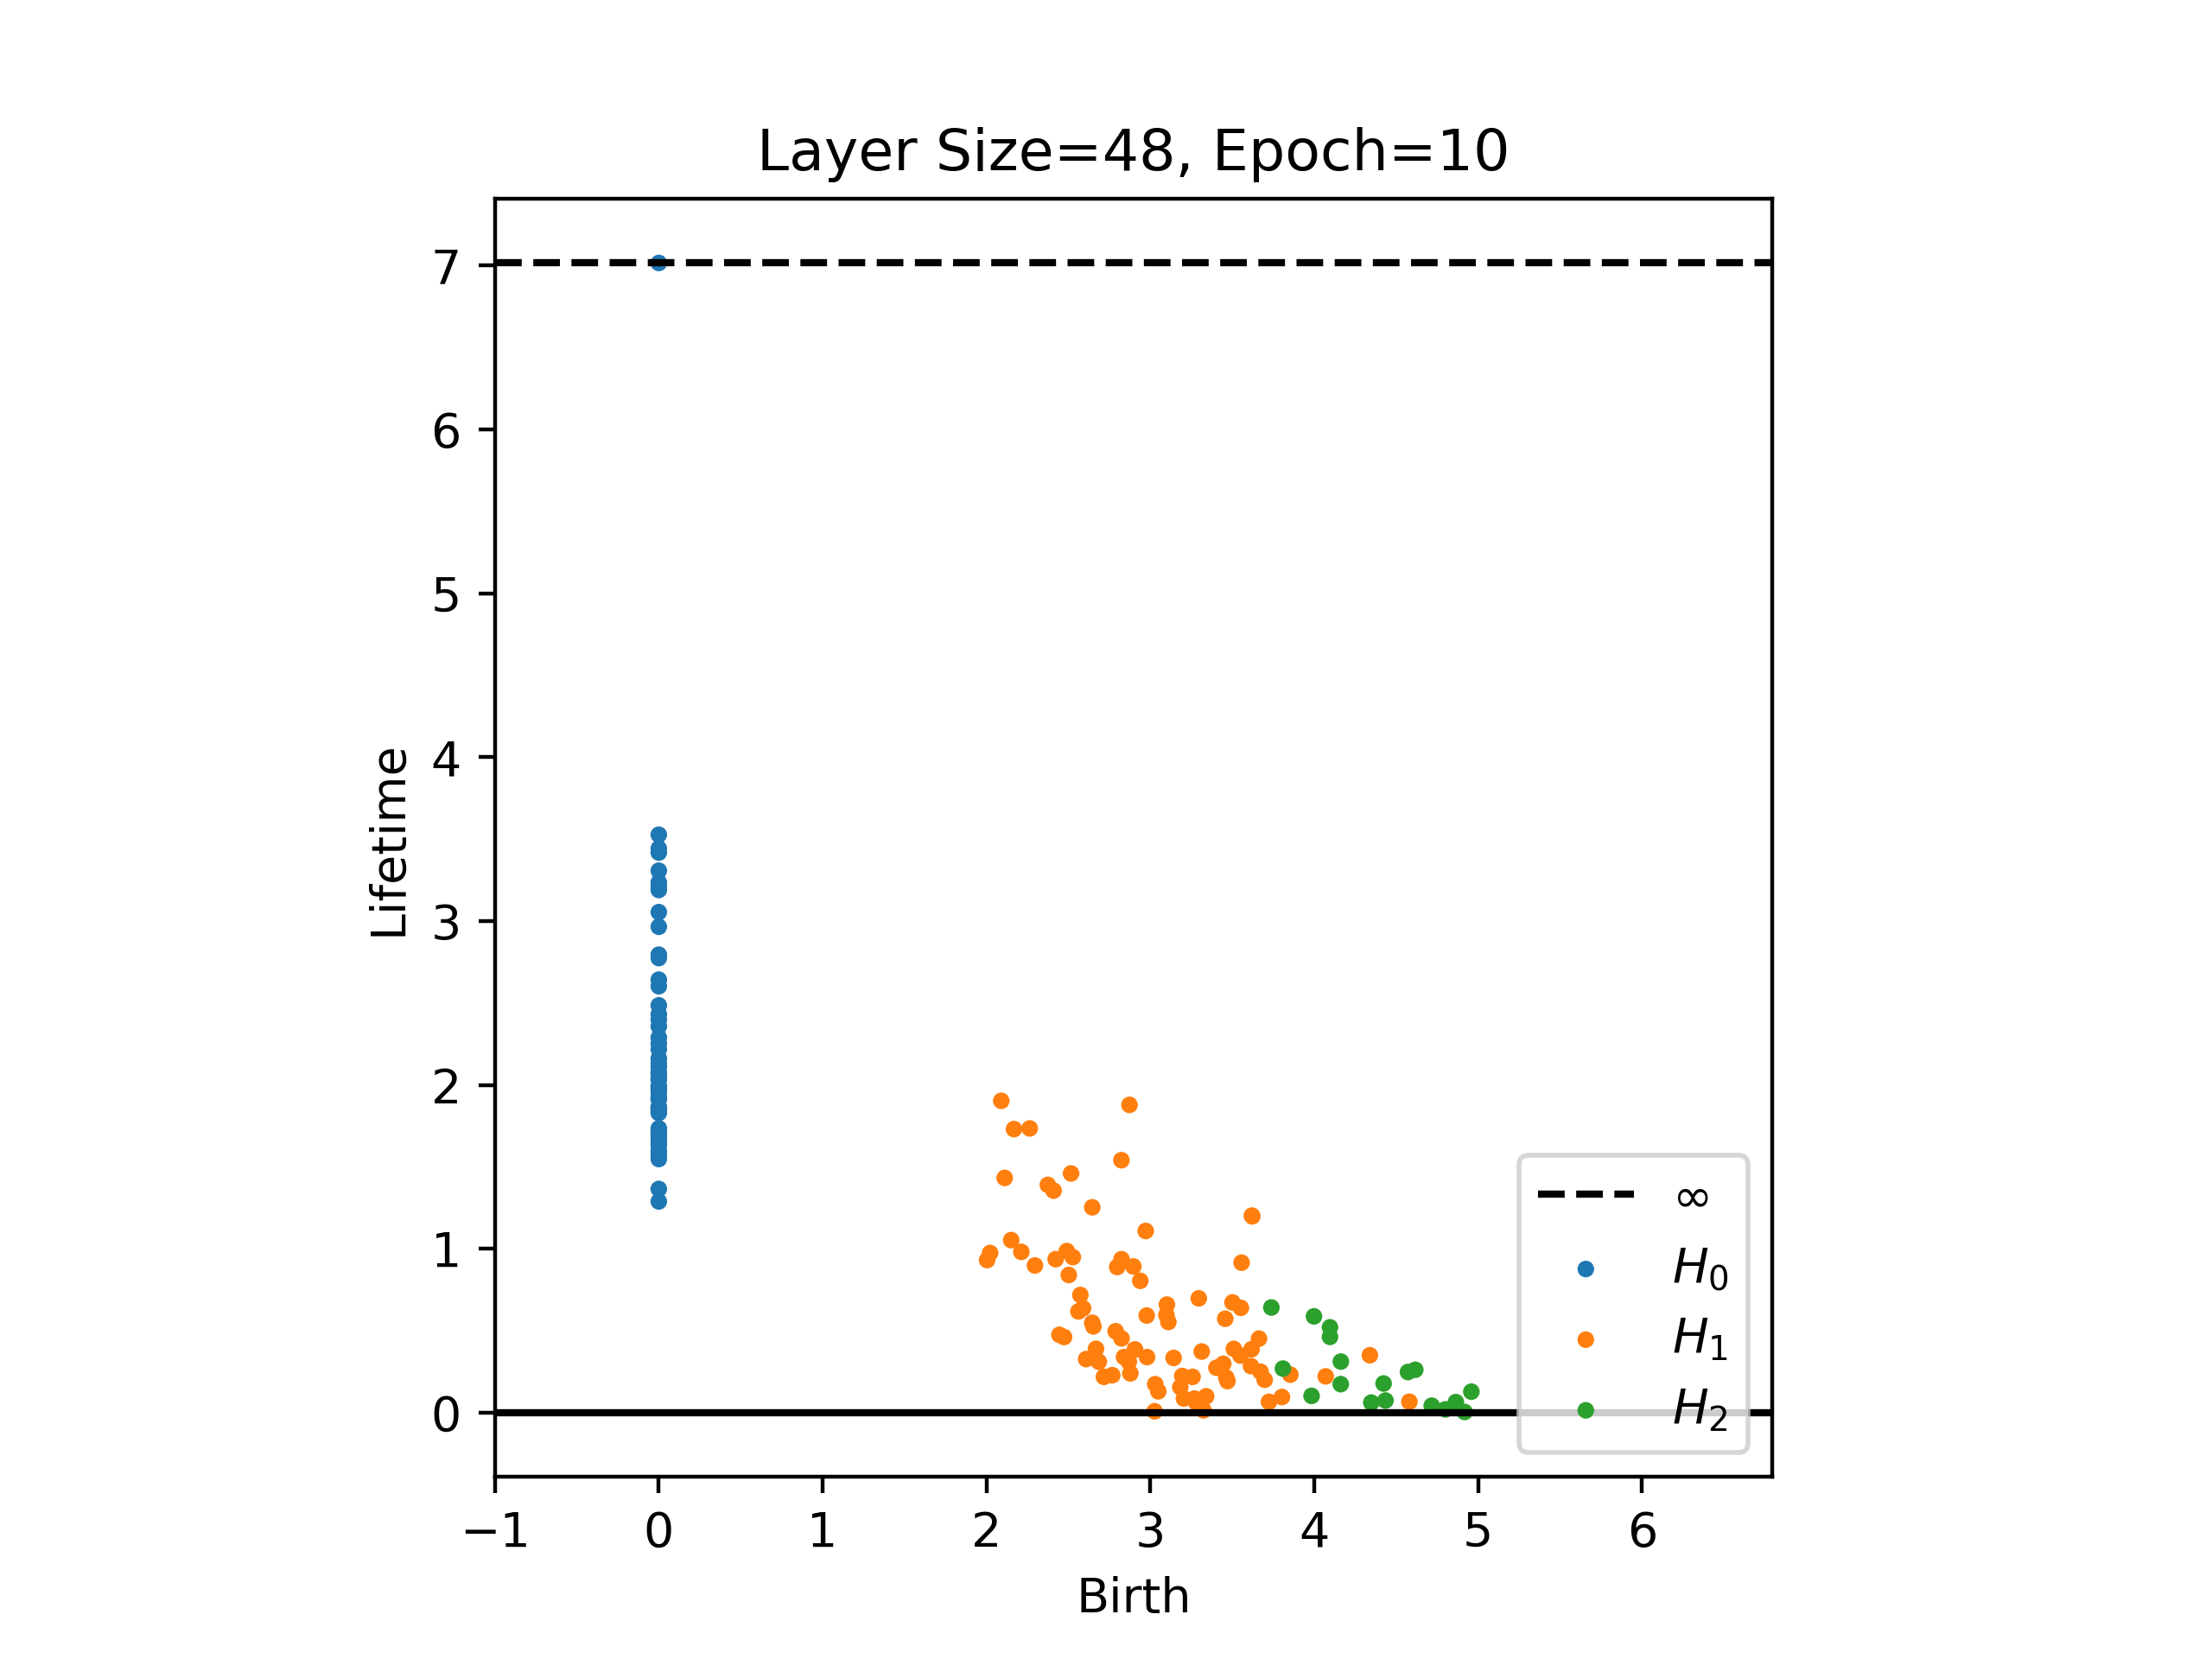 Layer Size=48, Epoch=10
7
6
5
4
3
2
1
0
Lifetime
∞
H₀
H₁
H₂
−1 0 1 2 3 4 5 6
Birth